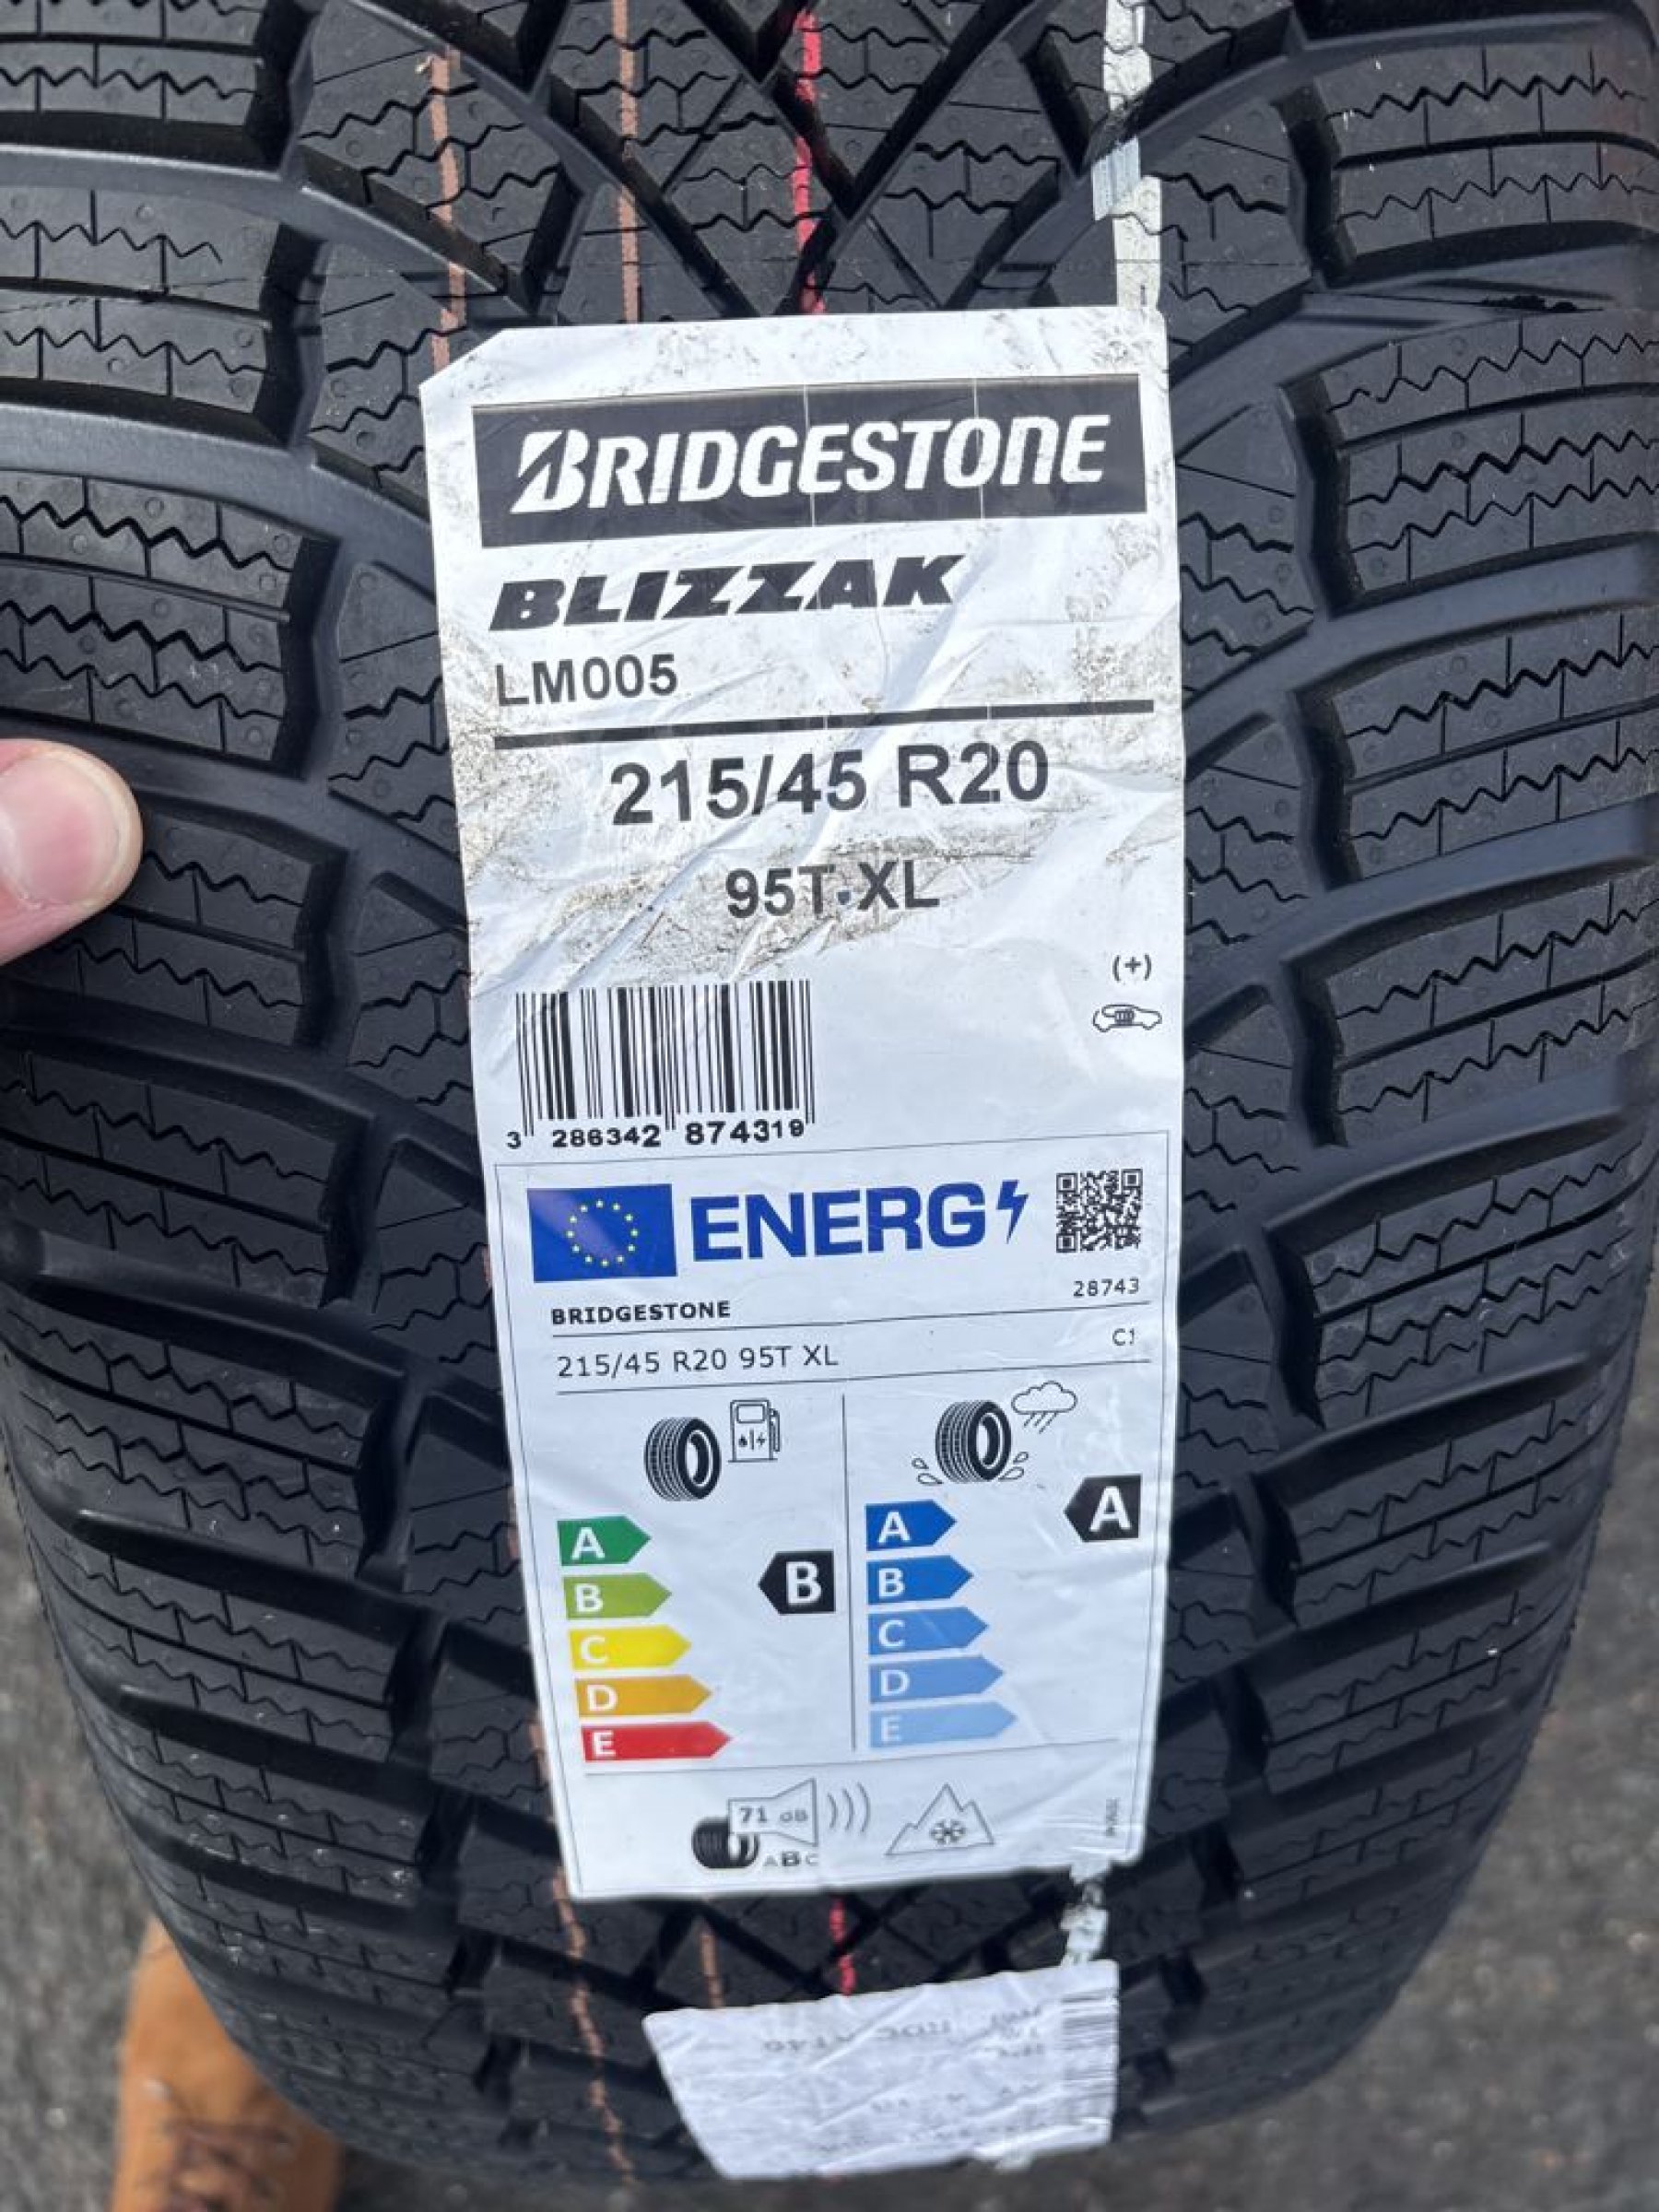 BRIDGESTONE
BLIZZAK
LM005
215/45 R20
95T XL
(+)
3 286342 874319
ENERG
28743
BRIDGESTONE
215/45 R20 95T XL
C1
A
B
C
D
E
B
A
B
C
D
E
A
71 dB
ABC